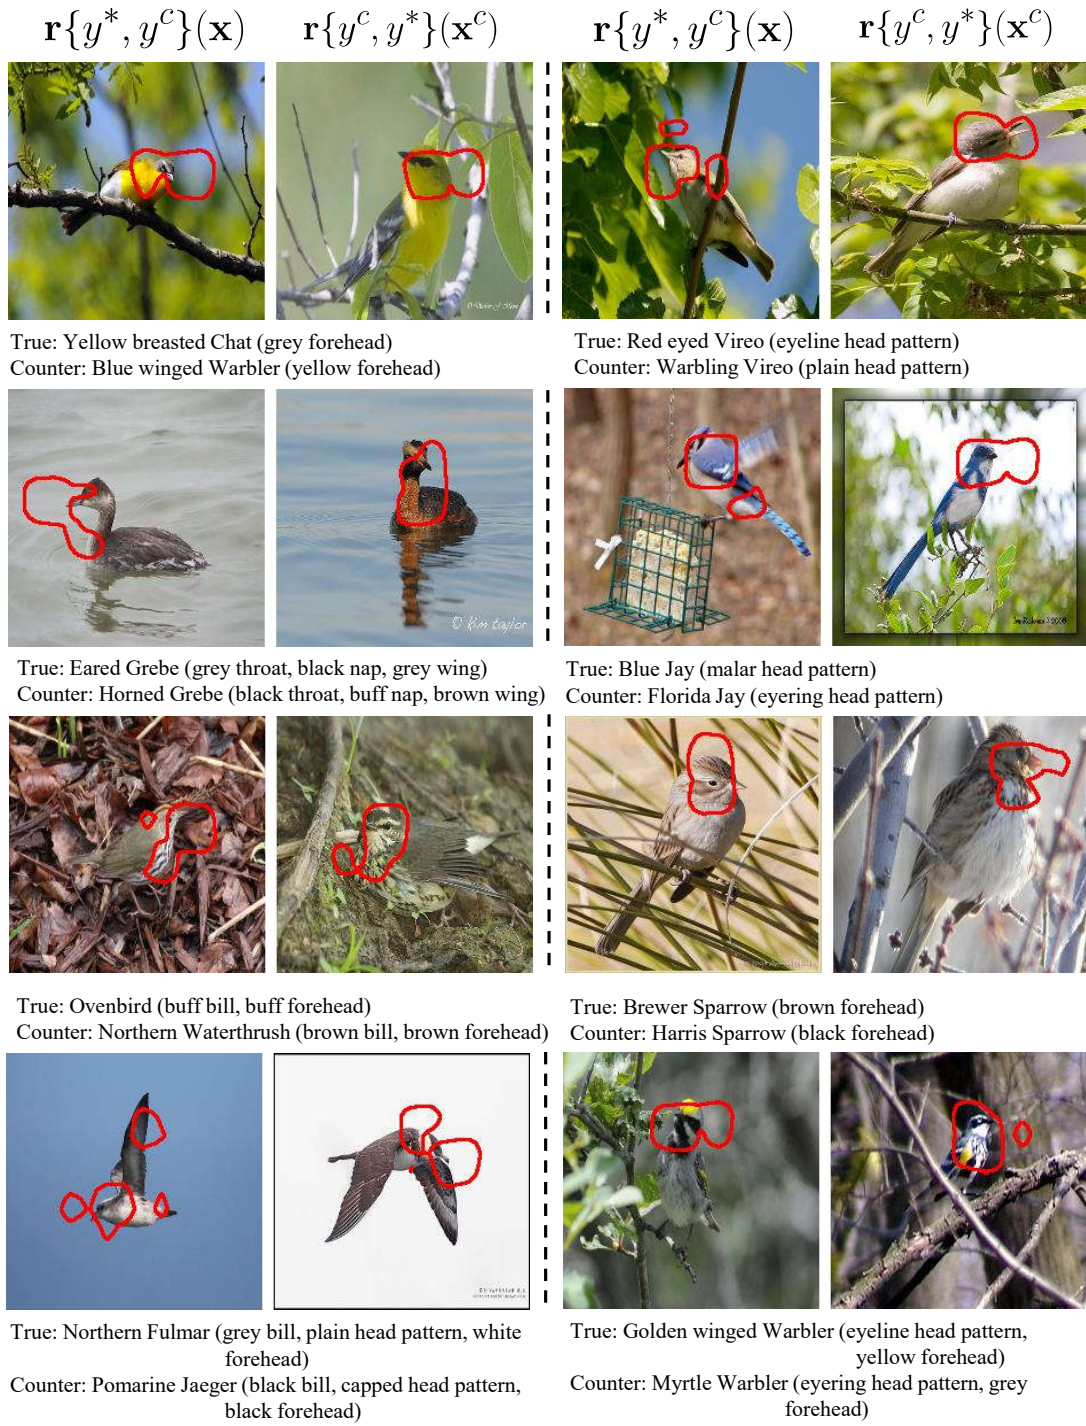 r{y*, y^c}(x) r{y^c, y*}(x^c) r{y*, y^c}(x) r{y^c, y*}(x^c)
True: Yellow breasted Chat (grey forehead)
Counter: Blue winged Warbler (yellow forehead)
True: Red eyed Vireo (eyeline head pattern)
Counter: Warbling Vireo (plain head pattern)
© Kim taylor
True: Eared Grebe (grey throat, black nap, grey wing)
Counter: Horned Grebe (black throat, buff nap, brown wing)
True: Blue Jay (malar head pattern)
Counter: Florida Jay (eyering head pattern)
True: Ovenbird (buff bill, buff forehead)
Counter: Northern Waterthrush (brown bill, brown forehead)
True: Brewer Sparrow (brown forehead)
Counter: Harris Sparrow (black forehead)
True: Northern Fulmar (grey bill, plain head pattern, white
forehead)
Counter: Pomarine Jaeger (black bill, capped head pattern,
black forehead)
True: Golden winged Warbler (eyeline head pattern,
yellow forehead)
Counter: Myrtle Warbler (eyering head pattern, grey
forehead)